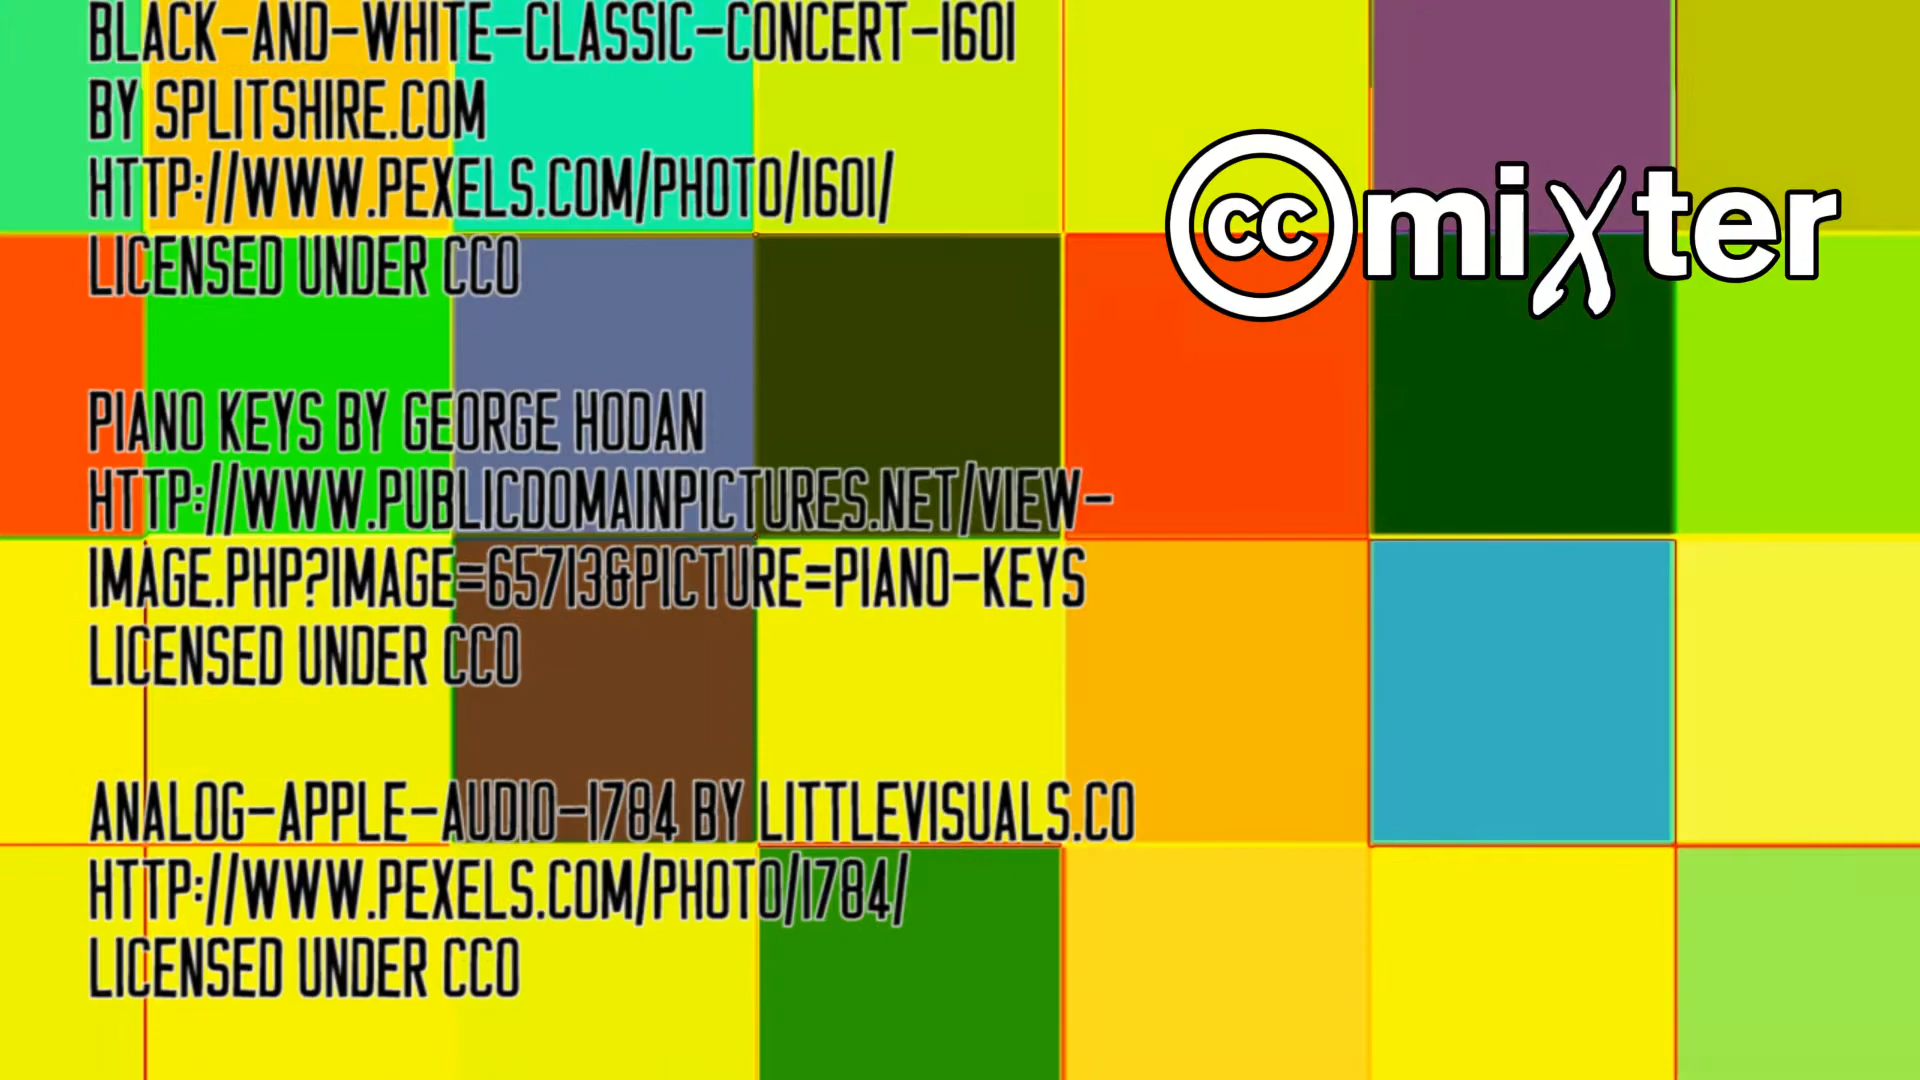 BLACK-AND-WHITE-CLASSIC-CONCERT-1601
BY SPLITSHIRE.COM
HTTP://WWW.PEXELS.COM/PHOTO/1601/
LICENSED UNDER CC0
cc mixter
PIANO KEYS BY GEORGE HODAN
HTTP://WWW.PUBLICDOMAINPICTURES.NET/VIEW-
IMAGE.PHP?IMAGE=65713&PICTURE=PIANO-KEYS
LICENSED UNDER CC0
ANALOG-APPLE-AUDIO-1784 BY LITTLEVISUALS.CO
HTTP://WWW.PEXELS.COM/PHOTO/1784/
LICENSED UNDER CC0